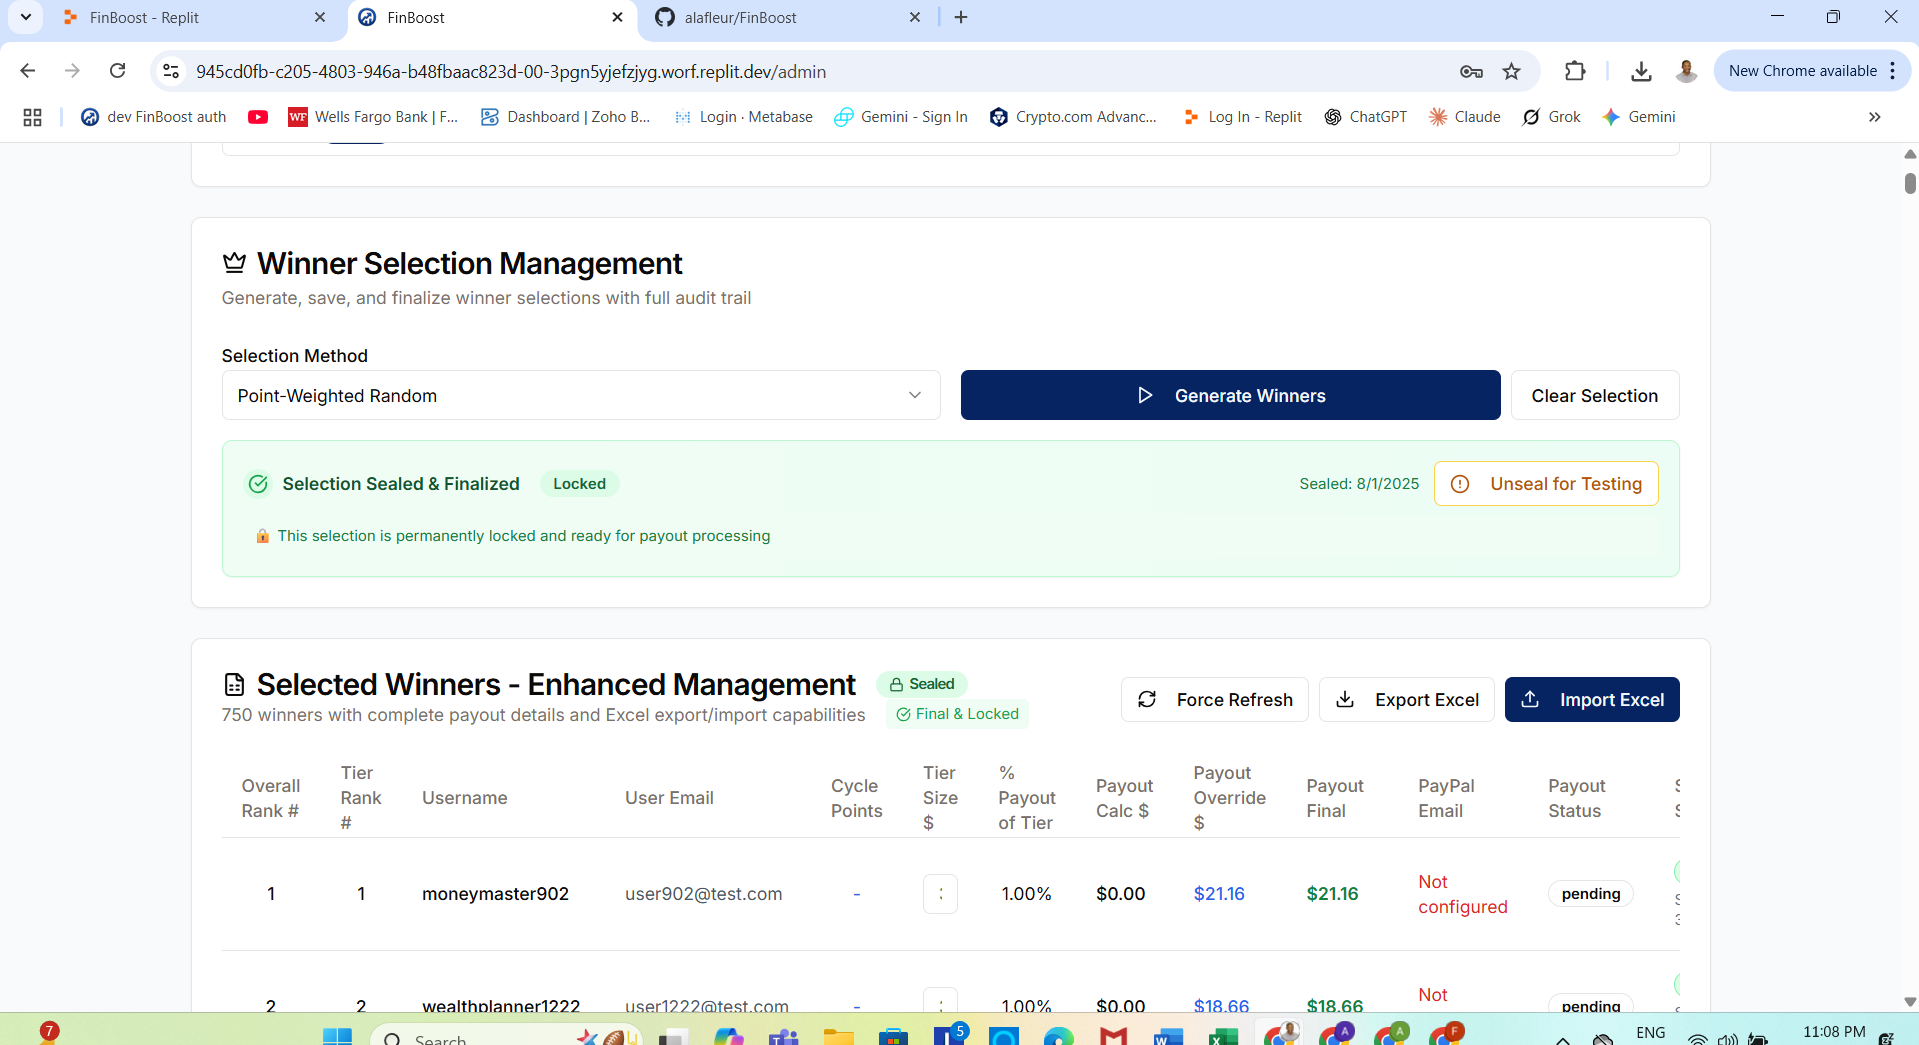 FinBoost - Replit
FinBoost
alafleur/FinBoost
945cd0fb-c205-4803-946a-b48fbaac823d-00-3pgn5yjefzjyg.worf.replit.dev/admin
New Chrome available
dev FinBoost auth
WF
Wells Fargo Bank | F...
Dashboard | Zoho B...
Login · Metabase
Gemini - Sign In
Crypto.com Advanc...
Log In - Replit
ChatGPT
Claude
Grok
Gemini
Winner Selection Management
Generate, save, and finalize winner selections with full audit trail
Selection Method
Point-Weighted Random
Generate Winners
Clear Selection
Selection Sealed & Finalized
Locked
Sealed: 8/1/2025
Unseal for Testing
This selection is permanently locked and ready for payout processing
Selected Winners - Enhanced Management
Sealed
750 winners with complete payout details and Excel export/import capabilities
Final & Locked
Force Refresh
Export Excel
Import Excel
Overall Rank #
Tier Rank #
Username
User Email
Cycle Points
Tier Size $
% Payout of Tier
Payout Calc $
Payout Override $
Payout Final
PayPal Email
Payout Status
1
1
moneymaster902
user902@test.com
-
1.00%
$0.00
$21.16
$21.16
Not configured
pending
2
2
wealthplanner1222
user1222@test.com
-
1.00%
$0.00
$18.66
$18.66
Not
pending
7
Search
5
A
A
F
ENG
11:08 PM